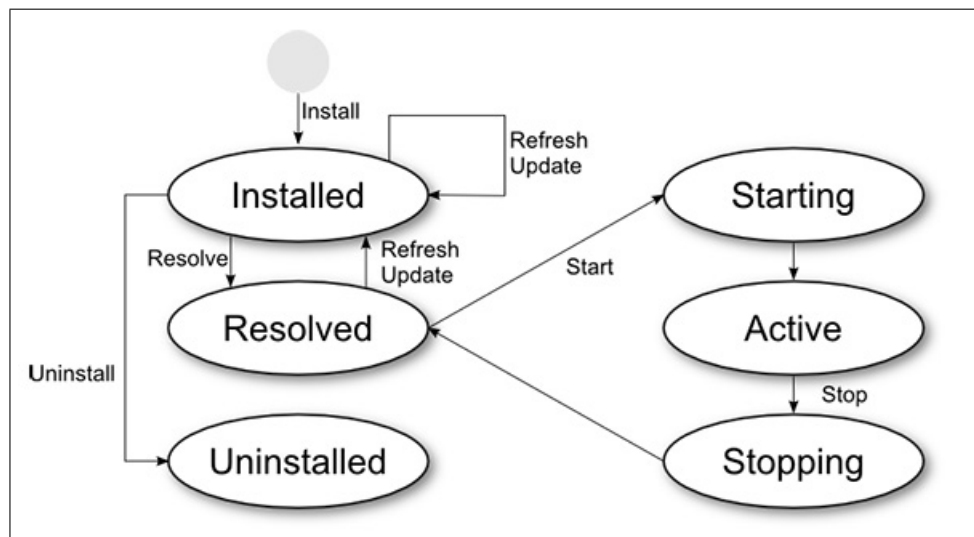 Install
Refresh
Update
Installed
Starting
Resolve
Refresh
Update
Start
Resolved
Active
Uninstall
Stop
Uninstalled
Stopping